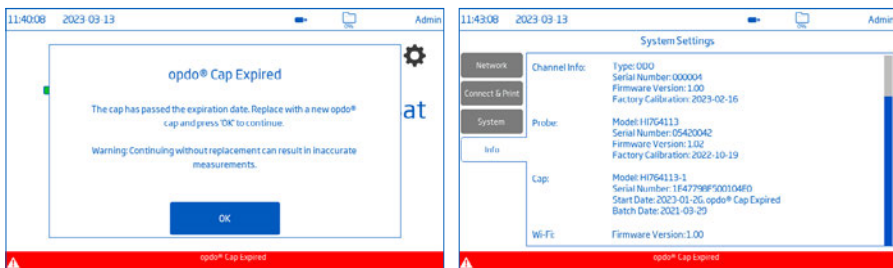 11:40:08 2023-03-13 0% Admin
opdo® Cap Expired
The cap has passed the expiration date. Replace with a new opdo®
cap and press 'OK' to continue.
Warning: Continuing without replacement can result in inaccurate
measurements.
at
OK
opdo® Cap Expired
11:43:08 2023-03-13 0% Admin
System Settings
Network
Connect & Print
System
Info
Channel Info: Type: ODO
Serial Number: 000004
Firmware Version: 1.00
Factory Calibration: 2023-02-16
Probe: Model: HI764113
Serial Number: 05420042
Firmware Version: 1.02
Factory Calibration: 2022-10-19
Cap: Model: HI764113-1
Serial Number:
Start Date: 2023-01-26, opdo® Cap Expired
Batch Date: 2021-03-29
Wi-Fi: Firmware Version: 1.00
opdo® Cap Expired